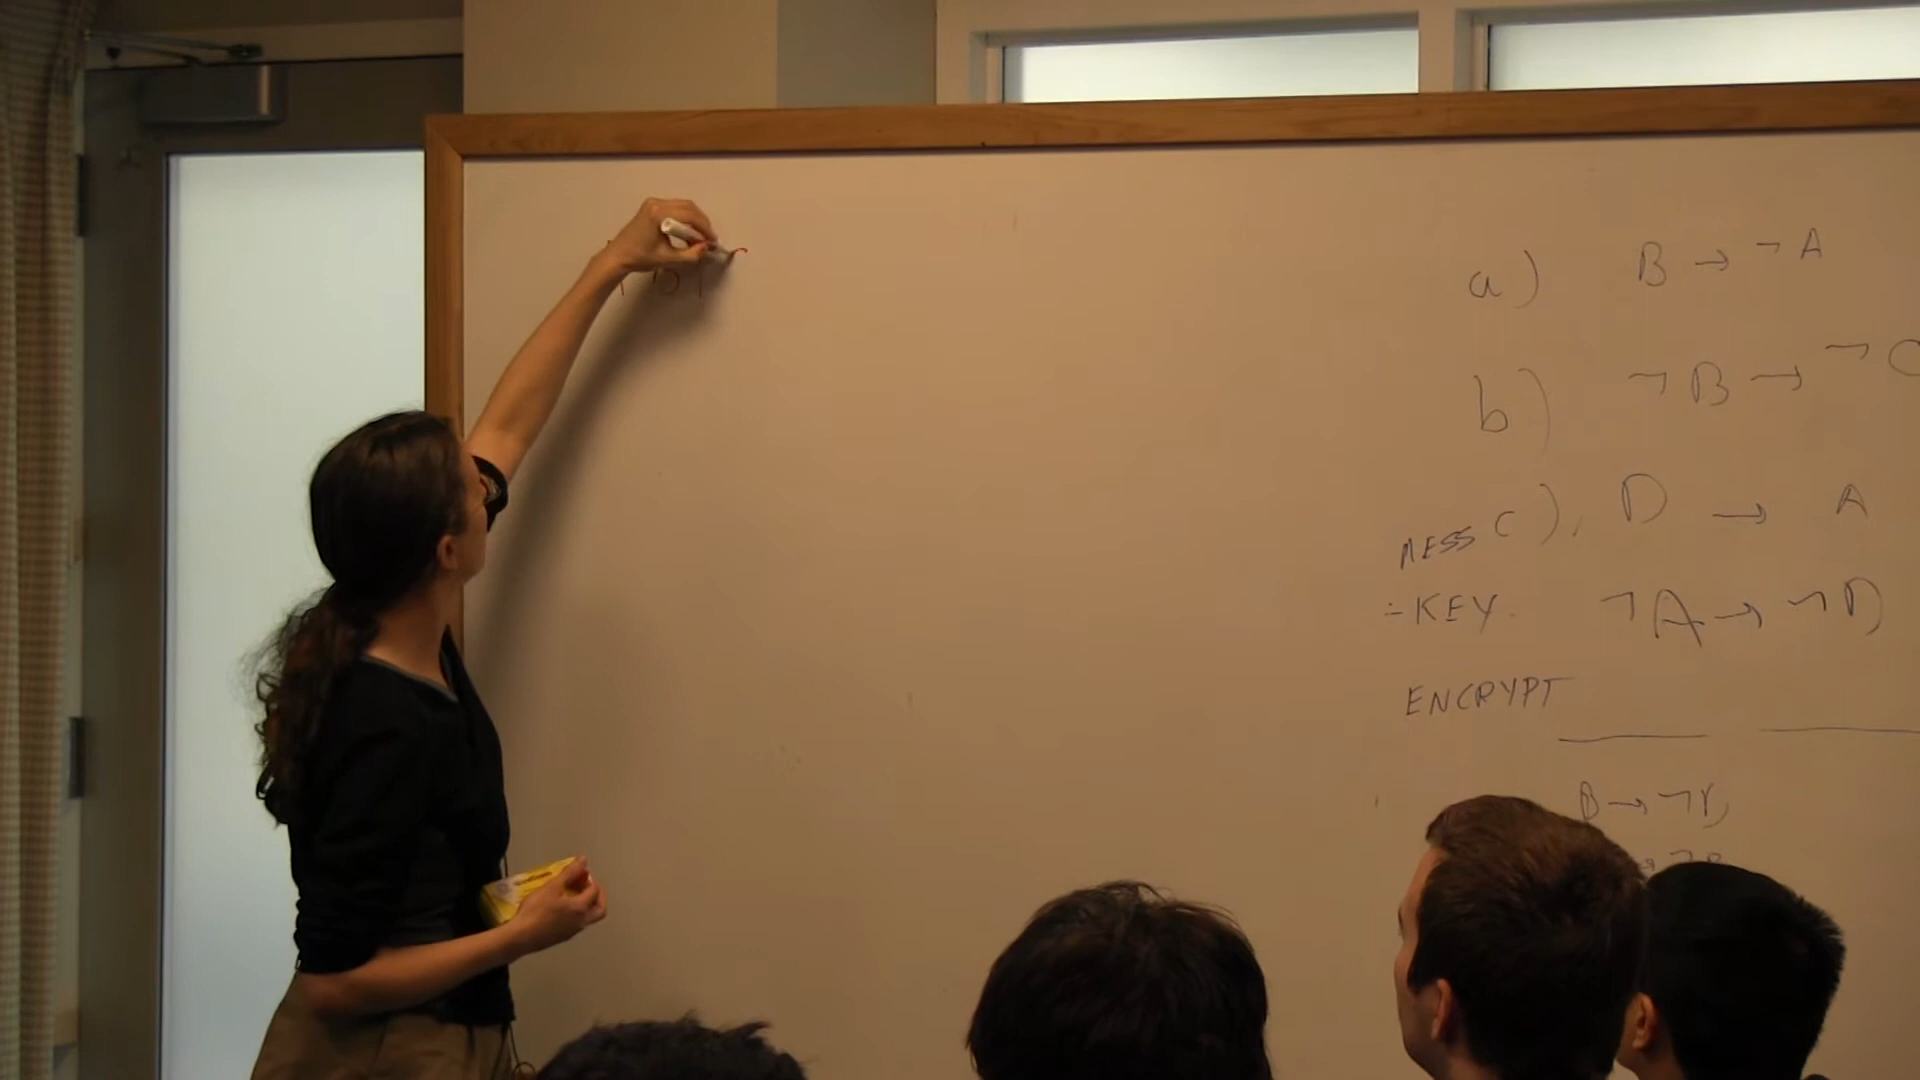 a) B → ¬A
b) ¬B → ¬C
MESS c). D → A
=KEY. ¬A → ¬D
ENCRYPT